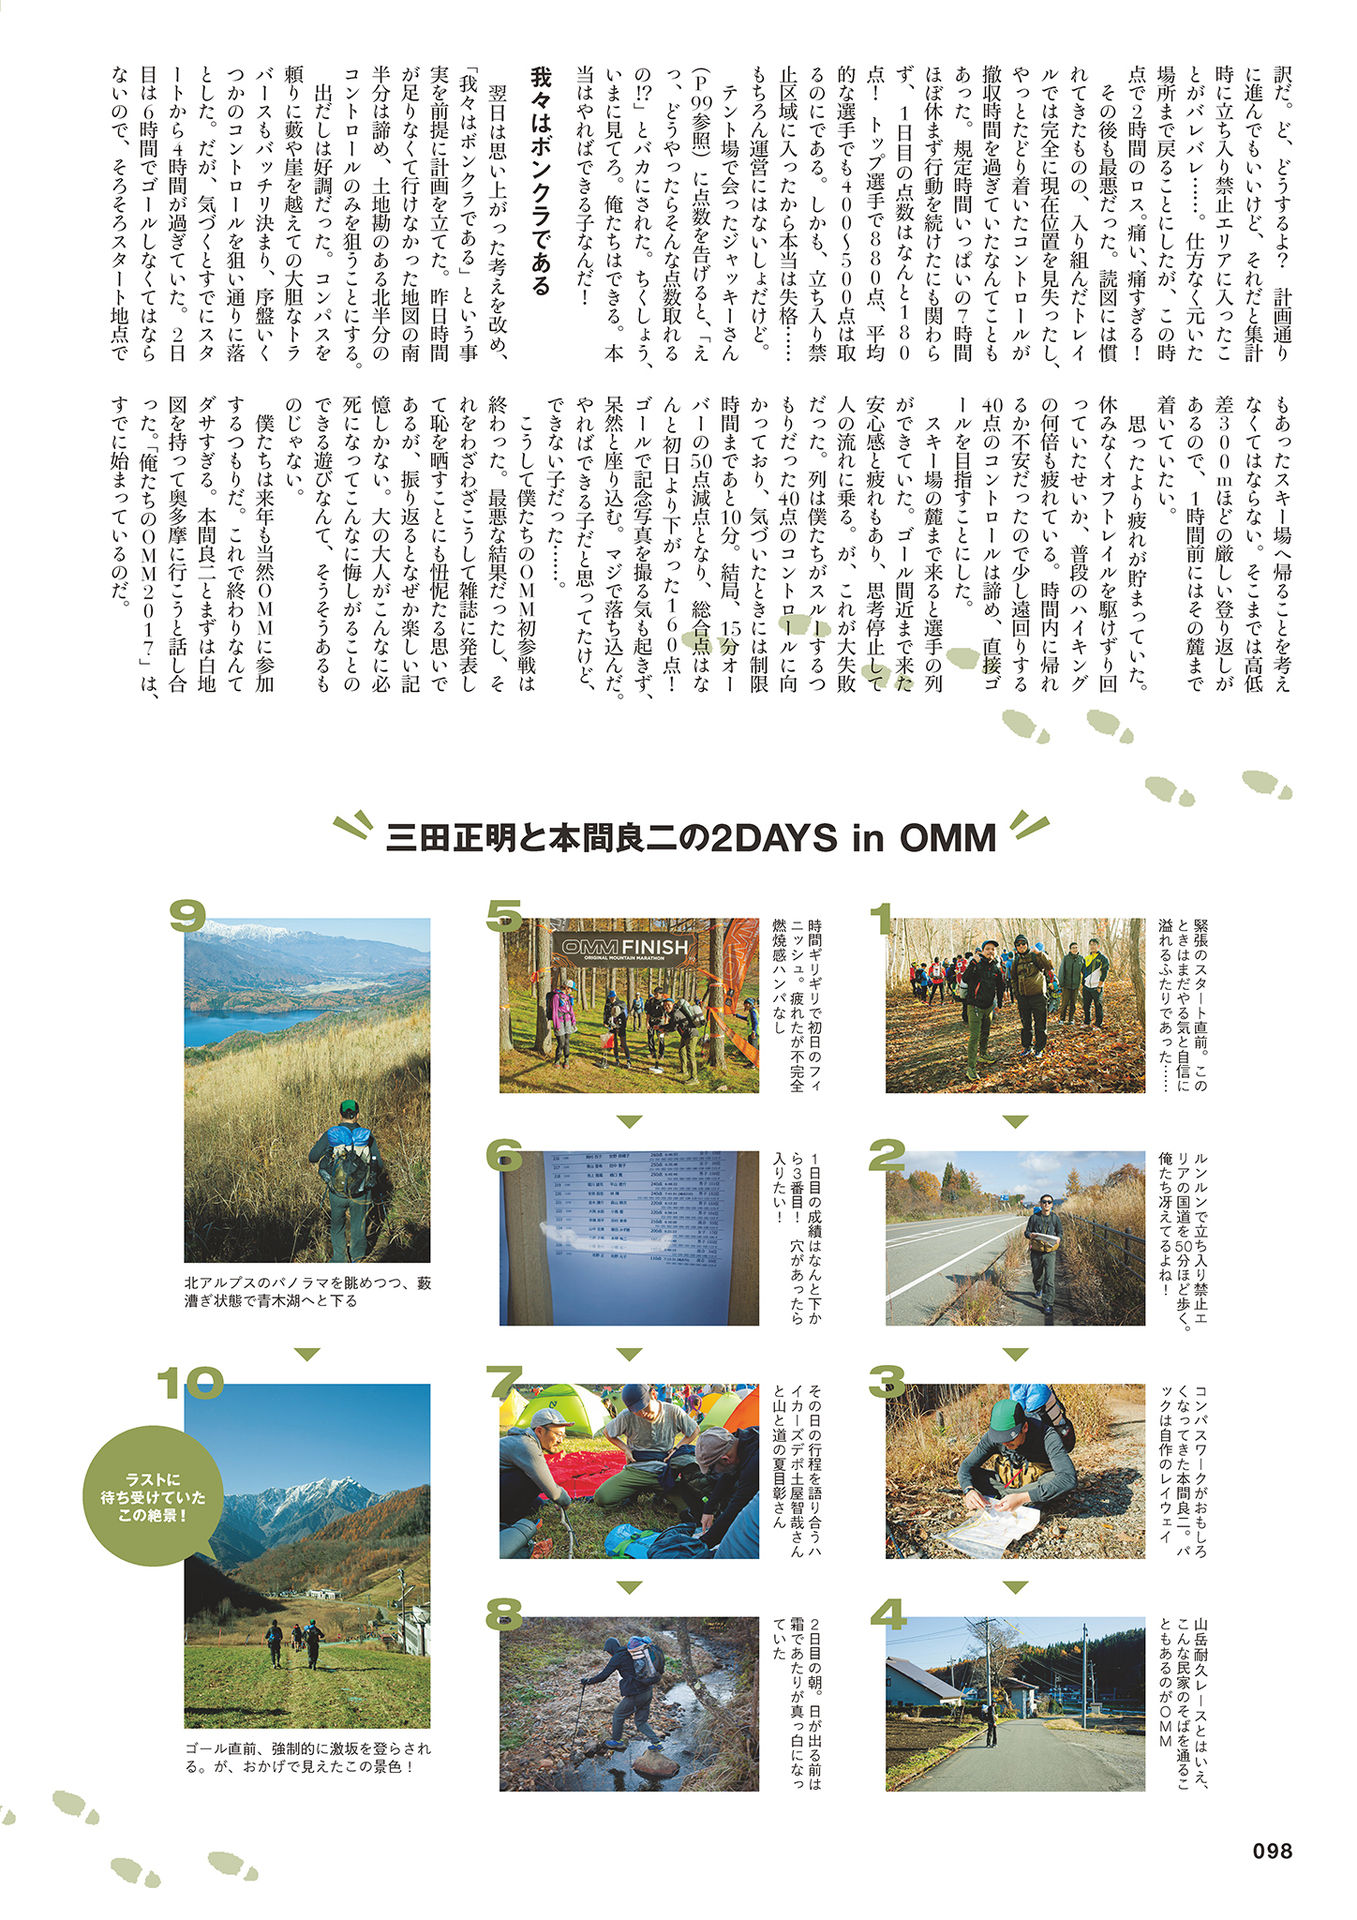 訳だ。ど、どうするよ？　計画通り
に進んでもいいけど、それだと集計
時に立ち入り禁止エリアに入ったこ
とがバレバレ……。仕方なく元いた
場所まで戻ることにしたが、この時
点で2時間のロス。痛い、痛すぎる！
その後も最悪だった。読図には慣
れてきたものの、入り組んだトレイ
ルでは完全に現在位置を見失ったし、
やっとたどり着いたコントロールが
撤収時間を過ぎていたなんてことも
あった。規定時間いっぱいの7時間
ほぼ休まず行動を続けたにも関わら
ず、1日目の点数はなんと180
点！　トップ選手で880点、平均
的な選手でも400〜500点は取
るのにである。しかも、立ち入り禁
止区域に入ったから本当は失格……
もちろん運営にはないしょだけど。
テント場で会ったジャッキーさん
（P99参照）に点数を告げると、「え
っ、どうやったらそんな点数取れる
の!?」とバカにされた。ちくしょう、
いまに見てろ。俺たちはできる。本
当はやればできる子なんだ！
我々はボンクラである
翌日は思い上がった考えを改め、
「我々はボンクラである」という事
実を前提に計画を立てた。昨日時間
が足りなくて行けなかった地図の南
半分は諦め、土地勘のある北半分の
コントロールのみを狙うことにする。
出だしは好調だった。コンパスを
頼りに藪や崖を越えての大胆なトラ
バースもバッチリ決まり、序盤いく
つかのコントロールを狙い通りに落
とした。だが、気づくとすでにスタ
ートから4時間が過ぎていた。2日
目は6時間でゴールしなくてはなら
ないので、そろそろスタート地点で
もあったスキー場へ帰ることを考え
なくてはならない。そこまでは高低
差300mほどの厳しい登り返しが
あるので、1時間前にはその麓まで
着いていたい。
思ったより疲れが貯まっていた。
休みなくオフトレイルを駆けずり回
っていたせいか、普段のハイキング
の何倍も疲れている。時間内に帰れ
るか不安だったので少し遠回りする
40点のコントロールは諦め、直接ゴ
ールを目指すことにした。
スキー場の麓まで来ると選手の列
ができていた。ゴール間近まで来た
安心感と疲れもあり、思考停止して
人の流れに乗る。が、これが大失敗
だった。列は僕たちがスルーするつ
もりだった40点のコントロールに向
かっており、気づいたときには制限
時間まであと10分。結局、15分オー
バーの50点減点となり、総合点はな
んと初日より下がった160点！
ゴールで記念写真を撮る気も起きず、
呆然と座り込む。マジで落ち込んだ。
やればできる子だと思ってたけど、
できない子だった……。
こうして僕たちのOMM初参戦は
終わった。最悪な結果だったし、そ
れをわざわざこうして雑誌に発表し
て恥を晒すことにも忸怩たる思いで
あるが、振り返るとなぜか楽しい記
憶しかない。大の大人がこんなに必
死になってこんなに悔しがることの
できる遊びなんて、そうそうあるも
のじゃない。
僕たちは来年も当然OMMに参加
するつもりだ。これで終わりなんて
ダサすぎる。本間良二とまずは白地
図を持って奥多摩に行こうと話し合
った。「俺たちのOMM2017」は、
すでに始まっているのだ。
三田正明と本間良二の2DAYS in OMM
1
緊張のスタート直前。この
ときはまだやる気と自信に
溢れるふたりであった……
2
ルンルンで立ち入り禁止エ
リアの国道を50分ほど歩く。
俺たち冴えてるよね！
3
コンパスワークがおもしろ
くなってきた本間良二。パ
ックは自作のレイウェイ
4
山岳耐久レースとはいえ、
こんな民家のそばを通るこ
ともあるのがOMM
5
OMM FINISH
ORIGINAL MOUNTAIN MARATHON
時間ギリギリで初日のフィ
ニッシュ。疲れたが不完全
燃焼感ハンパなし
6
1日目の成績はなんと下か
ら3番目！　穴があったら
入りたい！
7
その日の行程を語り合うハ
イカーズデポ土屋智哉さん
と山と道の夏目彰さん
8
2日目の朝。日が出る前は
霜であたりが真っ白になっ
ていた
9
北アルプスのパノラマを眺めつつ、藪
漕ぎ状態で青木湖へと下る
10
ラストに
待ち受けていた
この絶景！
ゴール直前、強制的に激坂を登らされ
る。が、おかげで見えたこの景色！
098